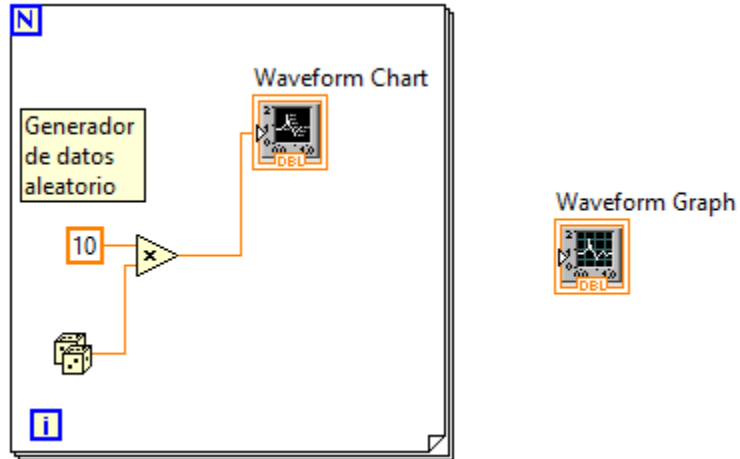 N
Waveform Chart
DBL
Generador
de datos
aleatorio
10
x
i
Waveform Graph
DBL